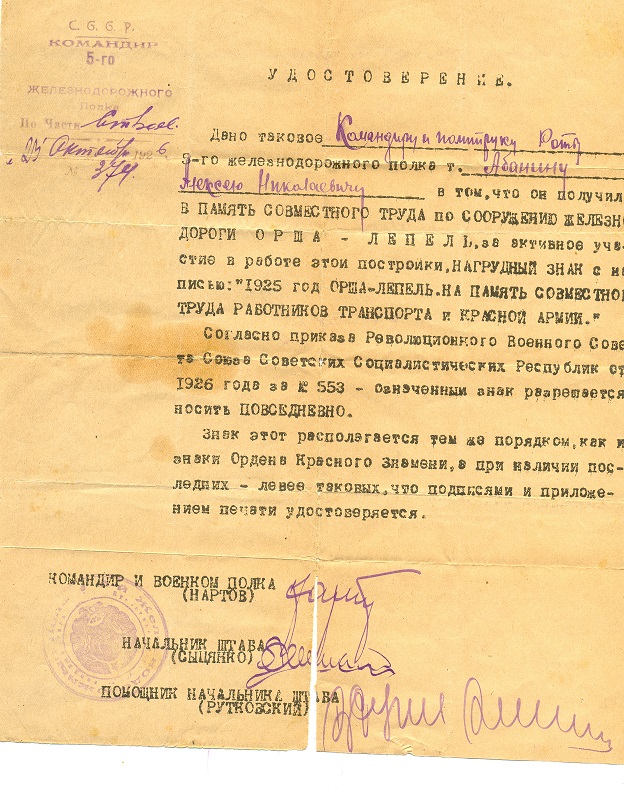 С. С. С. Р.
КОМАНДИР
5-го
ЖЕЛЕЗНОДОРОЖНОГО
Полка
По Части
23 Октября 1926
№ 3791
УДОСТОВЕРЕНИЕ.
Дано таковое Командиру и политруку Роты
5-го железнодорожного полка т. Абанину
Алексею Николаевичу в том,что он получил
В ПАМЯТЬ СОВМЕСТНОГО ТРУДА по СООРУЖЕНИЮ ЖЕЛЕЗНО
ДОРОГИ ОРША - ЛЕПЕЛЬ,за активное уча-
стие в работе этой постройки,НАГРУДНЫЙ ЗНАК с на
писью:"1925 год ОРША-ЛЕПЕЛЬ.НА ПАМЯТЬ СОВМЕСТНО
ТРУДА РАБОТНИКОВ ТРАНСПОРТА и КРАСНОЙ АРМИИ."
Согласно приказа Революционного Военного Сове
та Союза Советских Социалистических Республик от
1926 года за № 553 - означенный знак разрешается
носить ПОВСЕДНЕВНО.
Знак этот располагается тем же порядком,как и
знаки Ордена Красного Знамени,а при наличии пос-
ледних - левее таковых,что подписями и приложе-
нием печати удостоверяется.
КОМАНДИР И ВОЕНКОМ ПОЛКА
(НАРТОВ)
НАЧАЛЬНИК ШТАБА
(СЫЦЯНКО)
ПОМОЩНИК НАЧАЛЬНИКА ШТАБА
(РУТКОВСКИЙ)